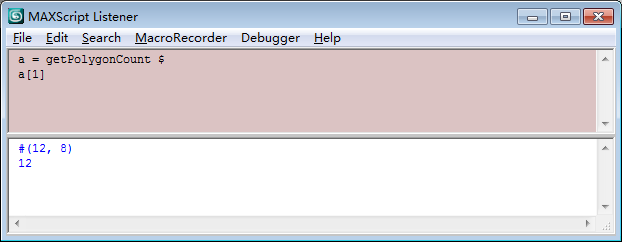 MAXScript Listener
File Edit Search MacroRecorder Debugger Help
a = getPolygonCount $
a[1]
#(12, 8)
12